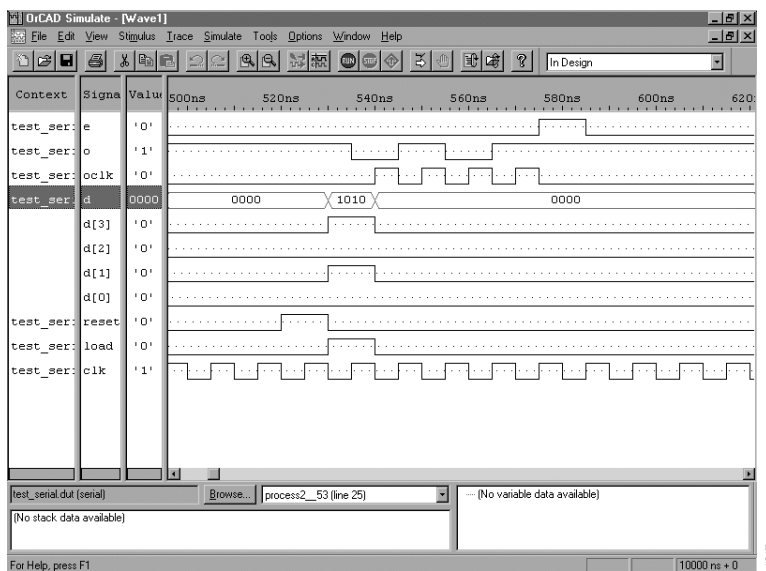 OrCAD Simulate - [Wave1]
File Edit View Stimulus Trace Simulate Tools Options Window Help
RUN STOP ? In Design
Context Signa Valu 500ns 520ns 540ns 560ns 580ns 600ns 620
test_ser e '0'
test_ser o '1'
test_ser oclk '0'
test_ser d 0000 0000 1010 0000
d[3] '0'
d[2] '0'
d[1] '0'
d[0] '0'
test_ser reset '0'
test_ser load '0'
test_ser clk '1'
test_serial.dut (serial) Browse... process2__53 (line 25) (No variable data available)
(No stack data available)
For Help, press F1 10000 ns + 0